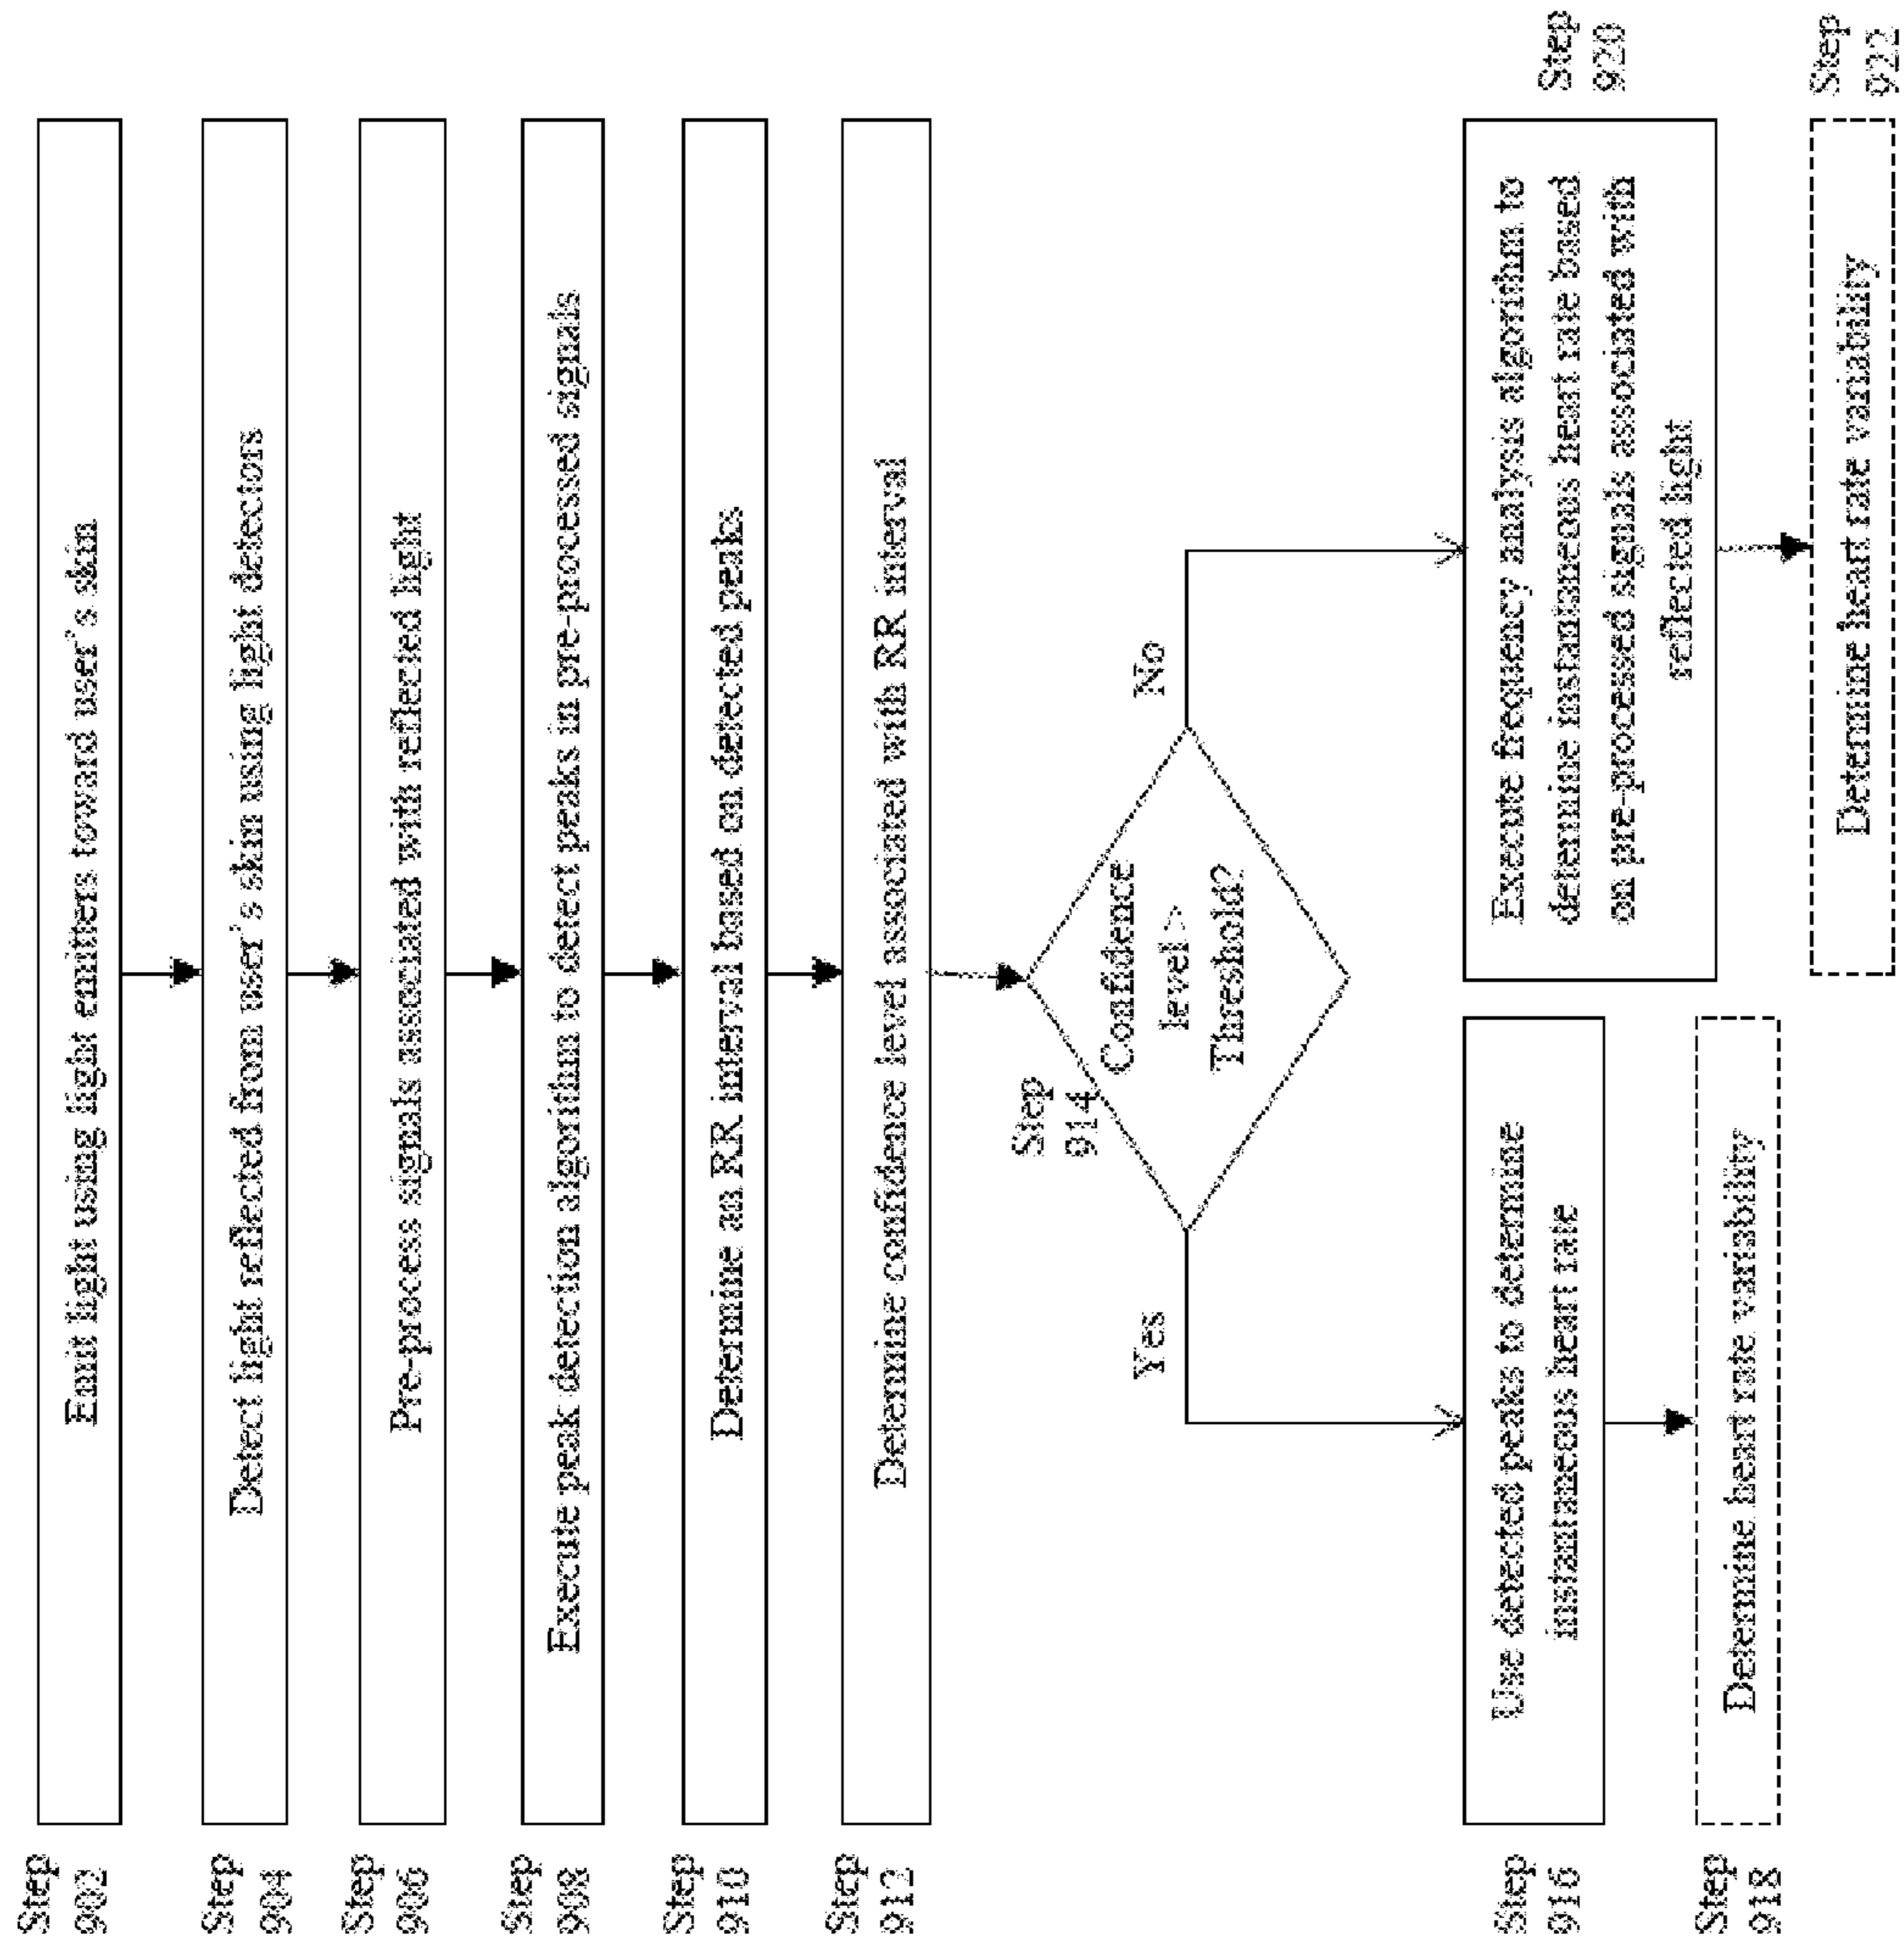 Step
902
Emit light using light emitters toward user's skin
Step
904
Detect light reflected from user's skin using light detectors
Step
906
Pre-process signals associated with reflected light
Step
908
Execute peak detection algorithm to detect peaks in pre-processed signals
Step
910
Determine an RR interval based on detected peaks
Step
912
Determine confidence level associated with RR interval
Step
914
Confidence
level >
Threshold?
Yes
No
Step
916
Use detected peaks to determine
instantaneous heart rate
Step
918
Determine heart rate variability
Step
920
Execute frequency analysis algorithm to
determine instantaneous heart rate based
on pre-processed signals associated with
reflected light
Step
922
Determine heart rate variability